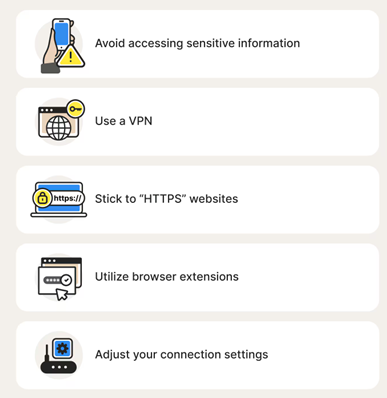 Avoid accessing sensitive information
Use a VPN
https://
Stick to “HTTPS” websites
Utilize browser extensions
Adjust your connection settings